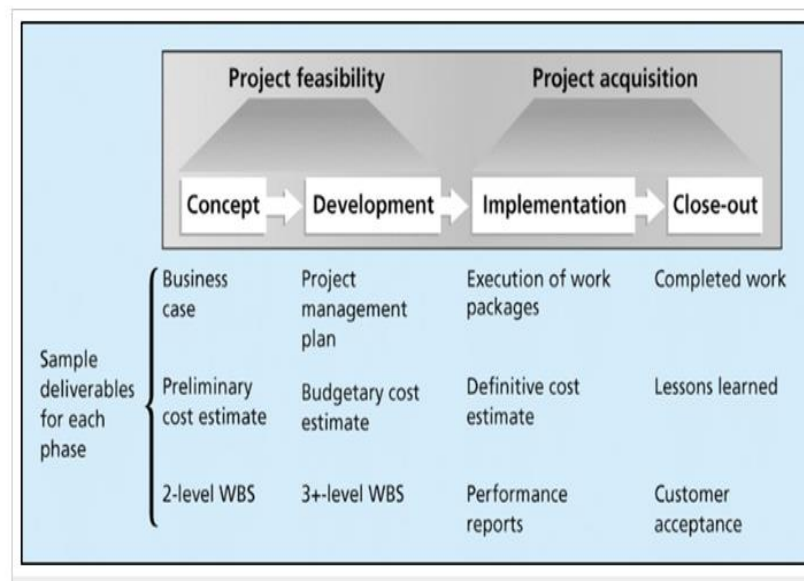 Project feasibility
Project acquisition
Concept
Development
Implementation
Close-out
Sample
deliverables
for each
phase
Business
case
Project
management
plan
Execution of work
packages
Completed work
Preliminary
cost estimate
Budgetary cost
estimate
Definitive cost
estimate
Lessons learned
2-level WBS
3+-level WBS
Performance
reports
Customer
acceptance